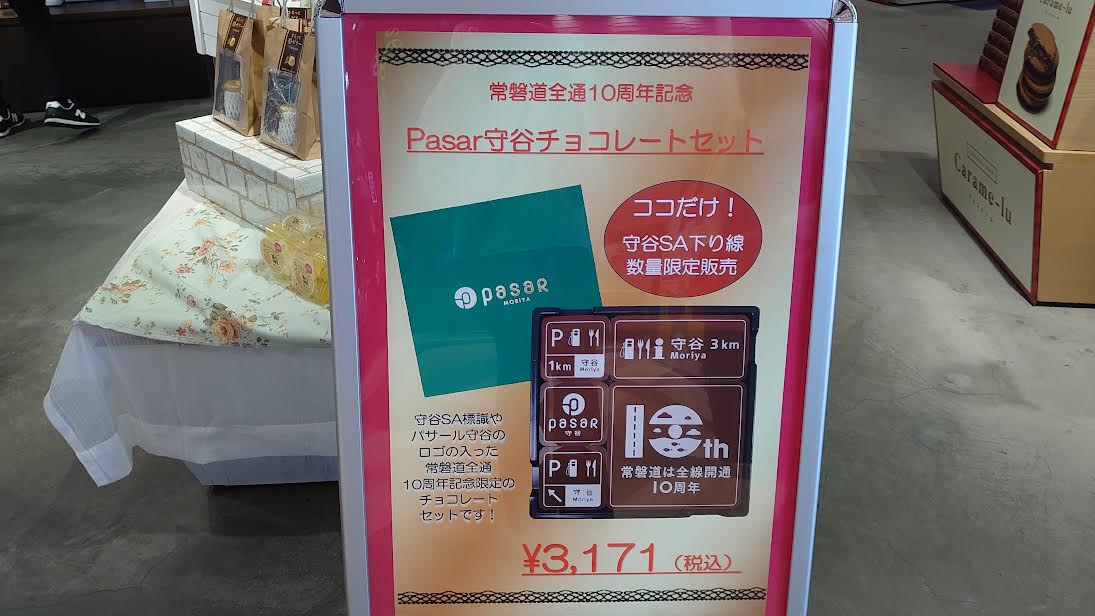 常磐道全通10周年記念
Pasar守谷チョコレートセット
ココだけ！
守谷SA下り線
数量限定販売
pasar
MORIYA
P
1km
守谷
Moriya
守谷 3km
Moriya
pasar
守谷
10th
常磐道は全線開通
10周年
P
守谷
Moriya
守谷SA標識や
パサール守谷の
ロゴの入った
常磐道全通
10周年記念限定の
チョコレート
セットです！
¥3,171（税込）
Carame-lu
Carame-lu